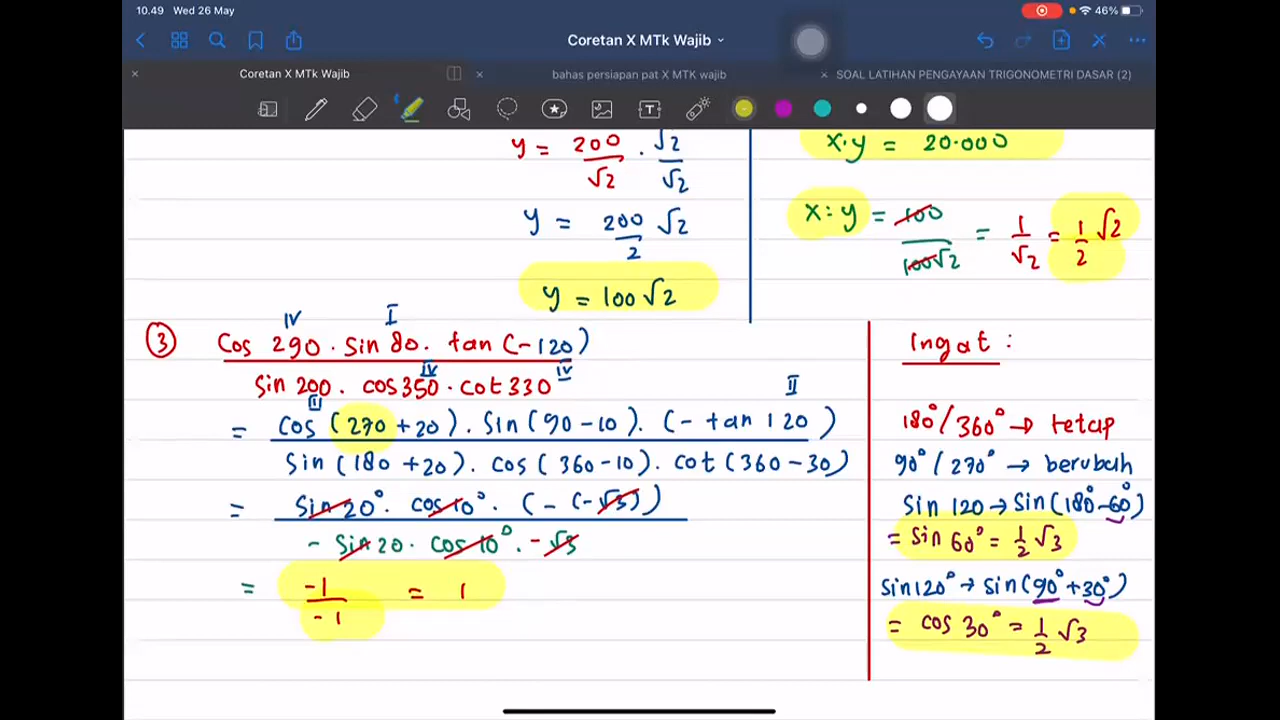 10.49 Wed 26 May 46%
Coretan X MTk Wajib
Coretan X MTk Wajib bahas persiapan pat X MTK wajib SOAL LATIHAN PENGAYAAN TRIGONOMETRI DASAR (2)
y = 200/√2 · √2/√2
y = 200/2 √2
y = 100√2
x·y = 20.000
x:y = 100/100√2 = 1/√2 = 1/2 √2
IV I
③ Cos 290 · Sin 80 · tan (-120)
Sin 200 · cos 350 · cot 330
III IV IV II
= cos (270 +20) · Sin (90-10) · (- tan 120)
Sin (180 +20) · cos (360-10) · cot (360-30)
= Sin 20° · cos 10° · (- (-√3))
- Sin 20 · cos 10° · -√3
= -1/-1 = 1
Ingat :
180°/360° → tetap
90°/270° → berubah
Sin 120 → Sin (180°-60°)
= Sin 60° = 1/2 √3
Sin 120° → sin (90°+30°)
= cos 30° = 1/2 √3